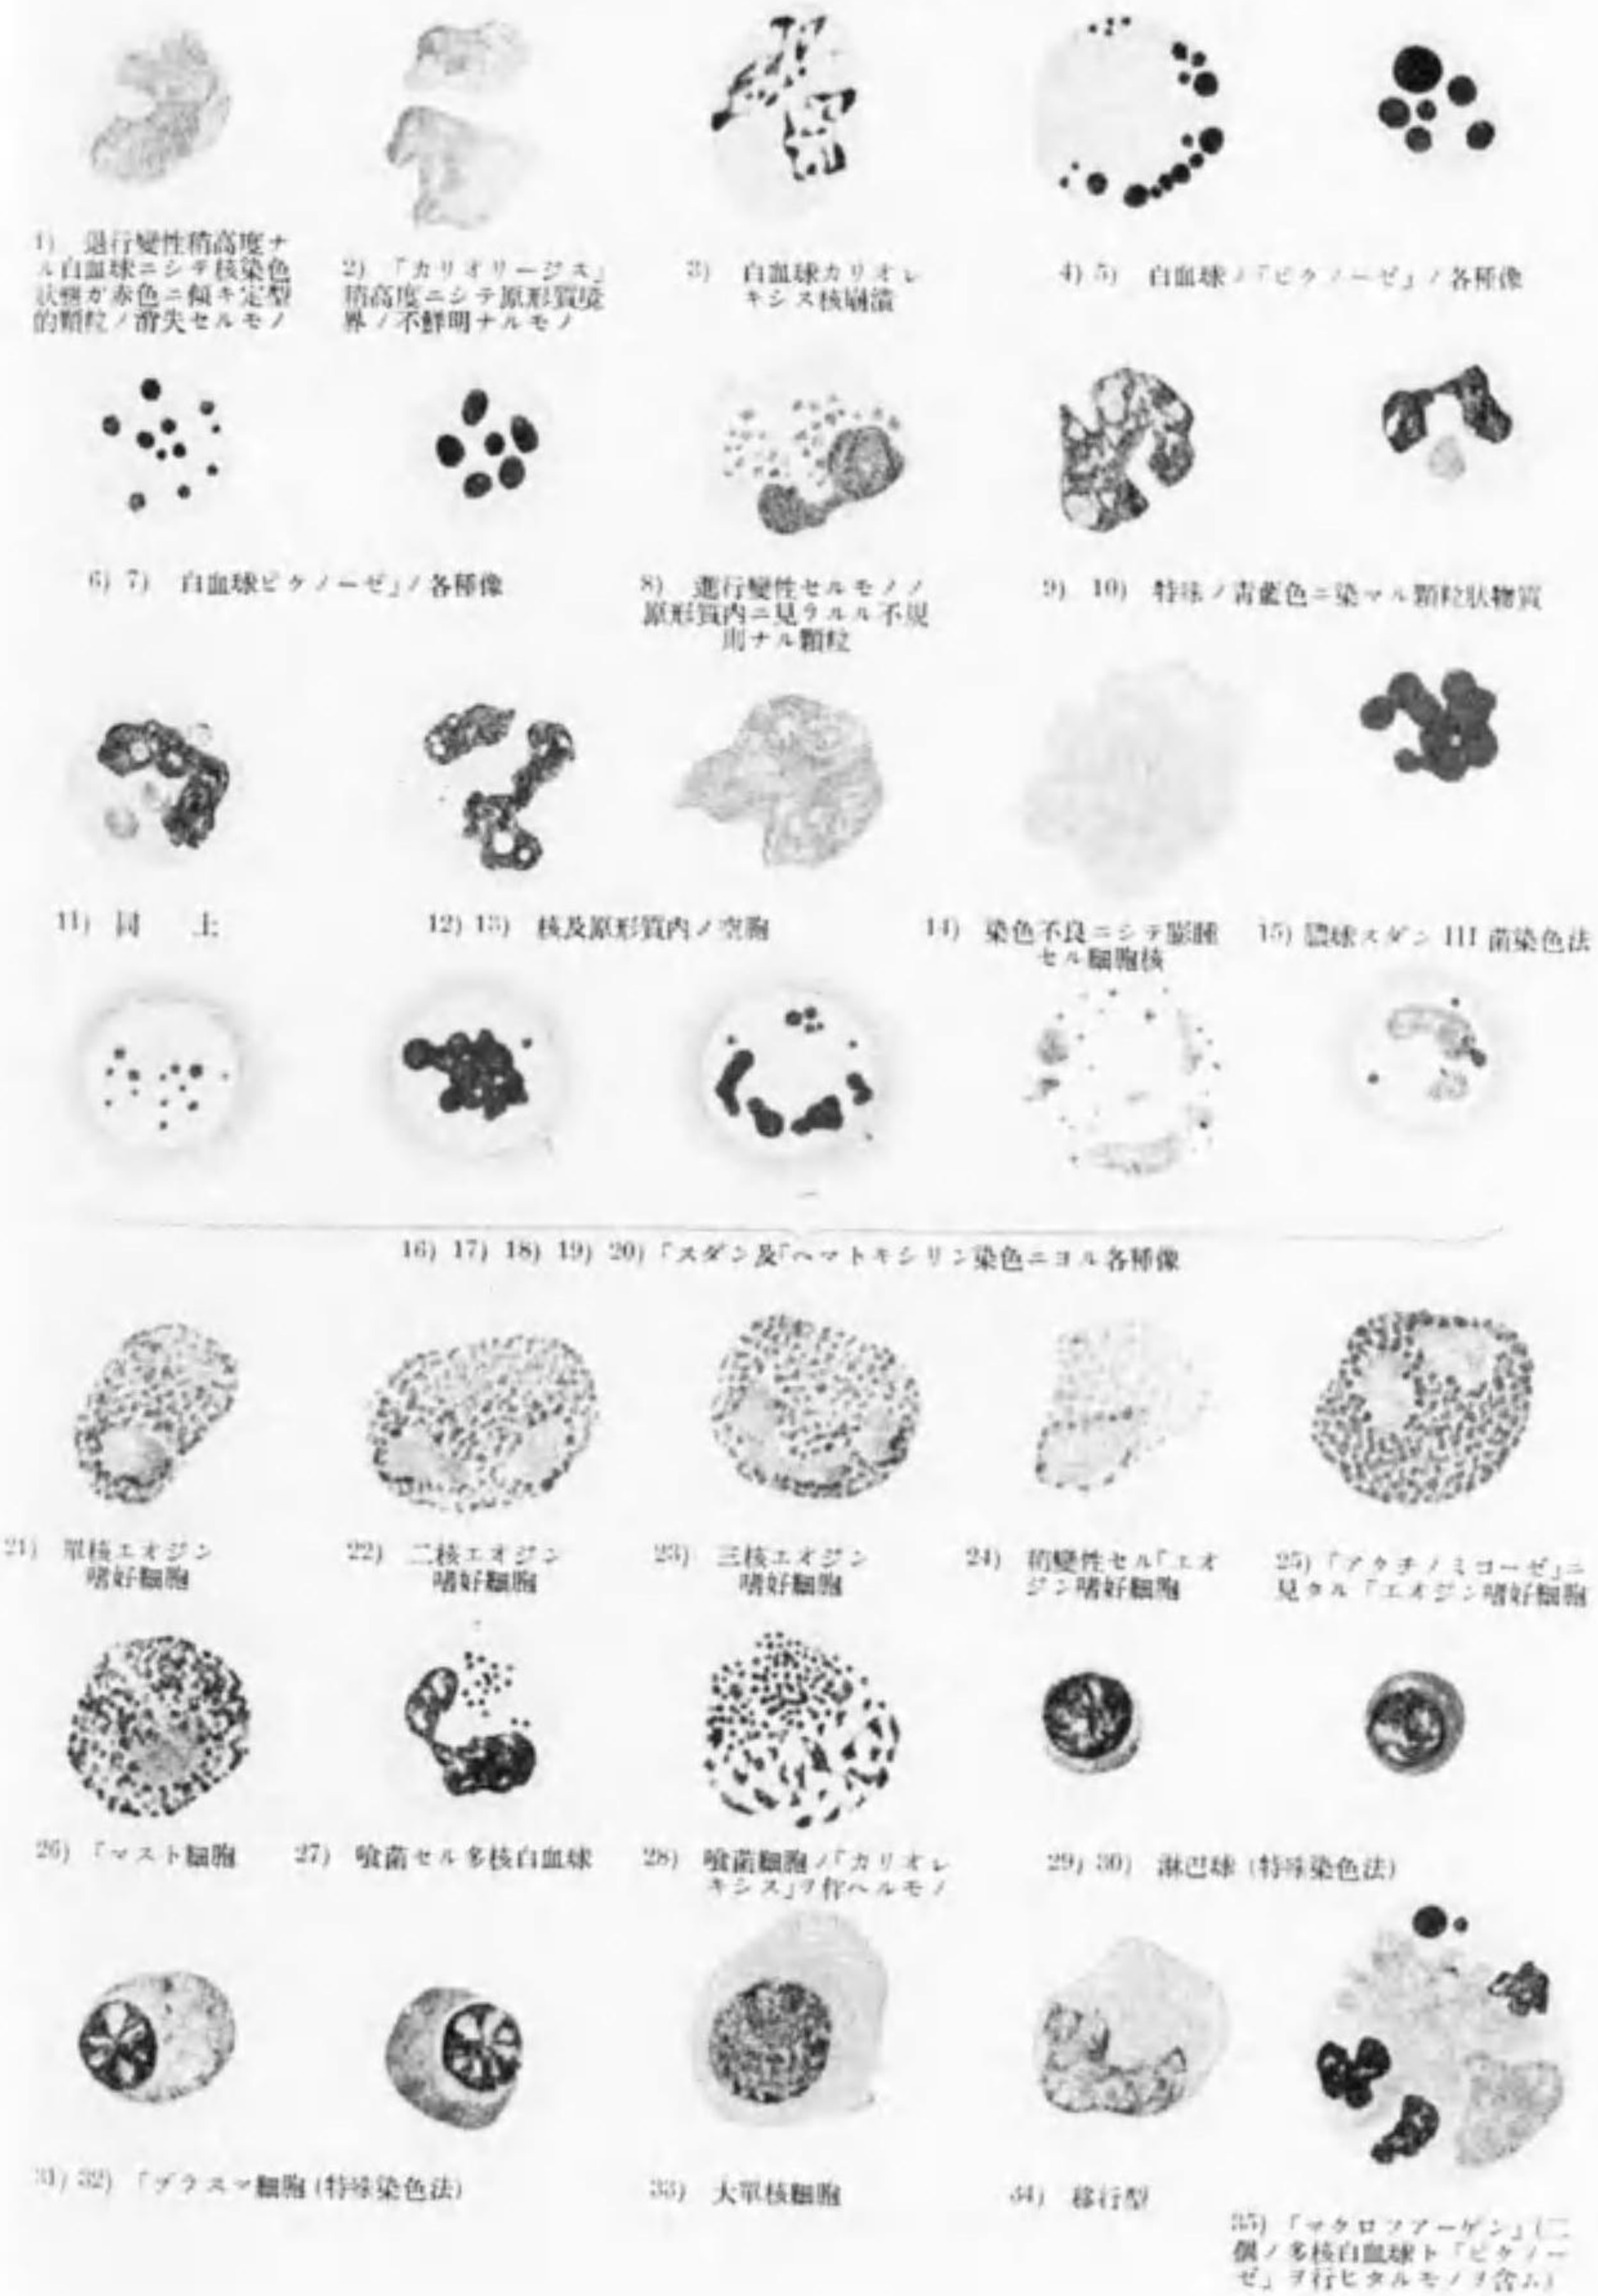 1) 退行變性稍高度ナ
ル白血球ニシテ核染色
狀態ガ赤色ニ傾キ定型
的顆粒ノ消失セルモノ
2)「カリオリージス」
稍高度ニシテ原形質境
界ノ不鮮明ナルモノ
3) 白血球カリオレ
キシス核崩潰
4) 5) 白血球ノ「ピクノーゼ」ノ各種像
6) 7) 白血球ピクノーゼ」ノ各種像
8) 退行變性セルモノノ
原形質内ニ見ラルル不規
則ナル顆粒
9) 10) 特殊ノ靑藍色ニ染マル顆粒狀物質
11) 同 上
12) 13) 核及原形質内ノ空胞
14) 染色不良ニシテ膨腫
セル細胞核
15) 膿球スダン III 菌染色法
16) 17) 18) 19) 20)「スダン及「ヘマトキシリン染色ニヨル各種像
21) 單核エオジン
嗜好細胞
22) 二核エオジン
嗜好細胞
23) 三核エオジン
嗜好細胞
24) 稍變性セル「エオ
ジン嗜好細胞
25)「アクチノミコーゼ」ニ
見タル「エオジン嗜好細胞
26)「マスト細胞
27) 喰菌セル多核白血球
28) 喰菌細胞ノ「カリオレ
キシス」ヲ行ヘルモノ
29) 30) 淋巴球 (特殊染色法)
31) 32)「プラスマ細胞 (特殊染色法)
33) 大單核細胞
34) 移行型
35)「マクロファーゲン」(二
個ノ多核白血球ト「ピクノー
ゼ」ヲ行ヒタルモノヲ含ム)